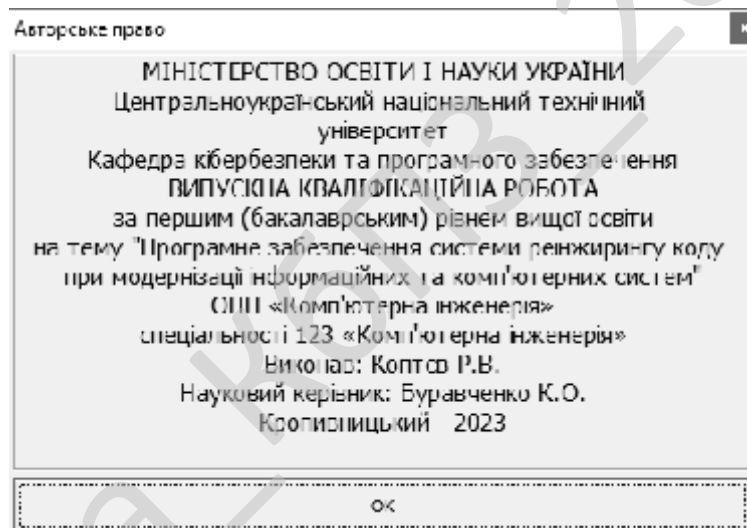 Авторське право
МІНІСТЕРСТВО ОСВІТИ І НАУКИ УКРАЇНИ
Центральноукраїнський національний технічний
університет
Кафедра кібербезпеки та програмного забезпечення
ВИПУСКНА КВАЛІФІКАЦІЙНА РОБОТА
за першим (бакалаврським) рівнем вищої освіти
на тему "Програмне забезпечення системи реінжирингу коду
при модернізації інформаційних та комп'ютерних систем"
ОПП «Комп'ютерна інженерія»
спеціальності 123 «Комп'ютерна інженерія»
Виконав: Коптєв Р.В.
Науковий керівник: Буравченко К.О.
Кропивницький 2023
ОК